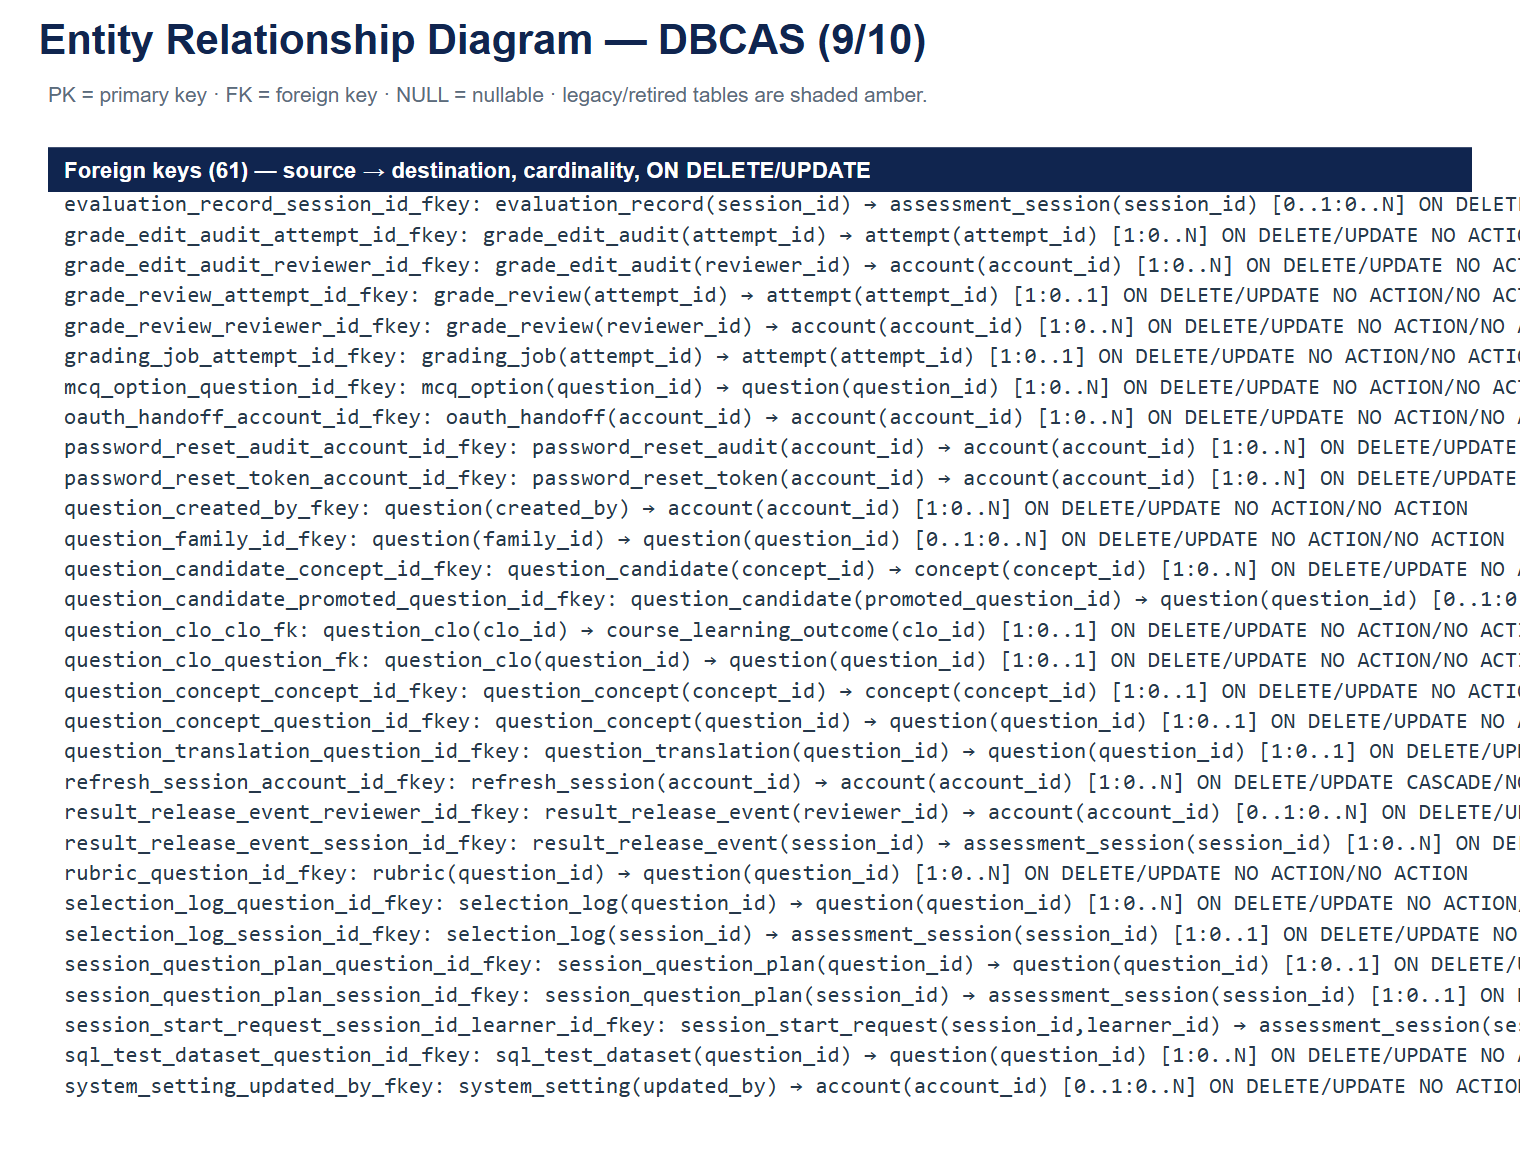 Entity Relationship Diagram — DBCAS (9/10)
PK = primary key · FK = foreign key · NULL = nullable · legacy/retired tables are shaded amber.
Foreign keys (61) — source → destination, cardinality, ON DELETE/UPDATE
evaluation_record_session_id_fkey: evaluation_record(session_id) → assessment_session(session_id) [0..1:0..N] ON DELET
grade_edit_audit_attempt_id_fkey: grade_edit_audit(attempt_id) → attempt(attempt_id) [1:0..N] ON DELETE/UPDATE NO ACTIO
grade_edit_audit_reviewer_id_fkey: grade_edit_audit(reviewer_id) → account(account_id) [1:0..N] ON DELETE/UPDATE NO ACT
grade_review_attempt_id_fkey: grade_review(attempt_id) → attempt(attempt_id) [1:0..1] ON DELETE/UPDATE NO ACTION/NO ACT
grade_review_reviewer_id_fkey: grade_review(reviewer_id) → account(account_id) [1:0..N] ON DELETE/UPDATE NO ACTION/NO A
grading_job_attempt_id_fkey: grading_job(attempt_id) → attempt(attempt_id) [1:0..1] ON DELETE/UPDATE NO ACTION/NO ACTIO
mcq_option_question_id_fkey: mcq_option(question_id) → question(question_id) [1:0..N] ON DELETE/UPDATE NO ACTION/NO ACT
oauth_handoff_account_id_fkey: oauth_handoff(account_id) → account(account_id) [1:0..N] ON DELETE/UPDATE NO ACTION/NO A
password_reset_audit_account_id_fkey: password_reset_audit(account_id) → account(account_id) [1:0..N] ON DELETE/UPDATE
password_reset_token_account_id_fkey: password_reset_token(account_id) → account(account_id) [1:0..N] ON DELETE/UPDATE
question_created_by_fkey: question(created_by) → account(account_id) [1:0..N] ON DELETE/UPDATE NO ACTION/NO ACTION
question_family_id_fkey: question(family_id) → question(question_id) [0..1:0..N] ON DELETE/UPDATE NO ACTION/NO ACTION
question_candidate_concept_id_fkey: question_candidate(concept_id) → concept(concept_id) [1:0..N] ON DELETE/UPDATE NO A
question_candidate_promoted_question_id_fkey: question_candidate(promoted_question_id) → question(question_id) [0..1:0
question_clo_clo_fk: question_clo(clo_id) → course_learning_outcome(clo_id) [1:0..1] ON DELETE/UPDATE NO ACTION/NO ACTI
question_clo_question_fk: question_clo(question_id) → question(question_id) [1:0..1] ON DELETE/UPDATE NO ACTION/NO ACTI
question_concept_concept_id_fkey: question_concept(concept_id) → concept(concept_id) [1:0..1] ON DELETE/UPDATE NO ACTIO
question_concept_question_id_fkey: question_concept(question_id) → question(question_id) [1:0..1] ON DELETE/UPDATE NO A
question_translation_question_id_fkey: question_translation(question_id) → question(question_id) [1:0..1] ON DELETE/UPD
refresh_session_account_id_fkey: refresh_session(account_id) → account(account_id) [1:0..N] ON DELETE/UPDATE CASCADE/NO
result_release_event_reviewer_id_fkey: result_release_event(reviewer_id) → account(account_id) [0..1:0..N] ON DELETE/UP
result_release_event_session_id_fkey: result_release_event(session_id) → assessment_session(session_id) [1:0..N] ON DEL
rubric_question_id_fkey: rubric(question_id) → question(question_id) [1:0..N] ON DELETE/UPDATE NO ACTION/NO ACTION
selection_log_question_id_fkey: selection_log(question_id) → question(question_id) [1:0..N] ON DELETE/UPDATE NO ACTION/
selection_log_session_id_fkey: selection_log(session_id) → assessment_session(session_id) [1:0..1] ON DELETE/UPDATE NO
session_question_plan_question_id_fkey: session_question_plan(question_id) → question(question_id) [1:0..1] ON DELETE/U
session_question_plan_session_id_fkey: session_question_plan(session_id) → assessment_session(session_id) [1:0..1] ON D
session_start_request_session_id_learner_id_fkey: session_start_request(session_id,learner_id) → assessment_session(ses
sql_test_dataset_question_id_fkey: sql_test_dataset(question_id) → question(question_id) [1:0..N] ON DELETE/UPDATE NO A
system_setting_updated_by_fkey: system_setting(updated_by) → account(account_id) [0..1:0..N] ON DELETE/UPDATE NO ACTION